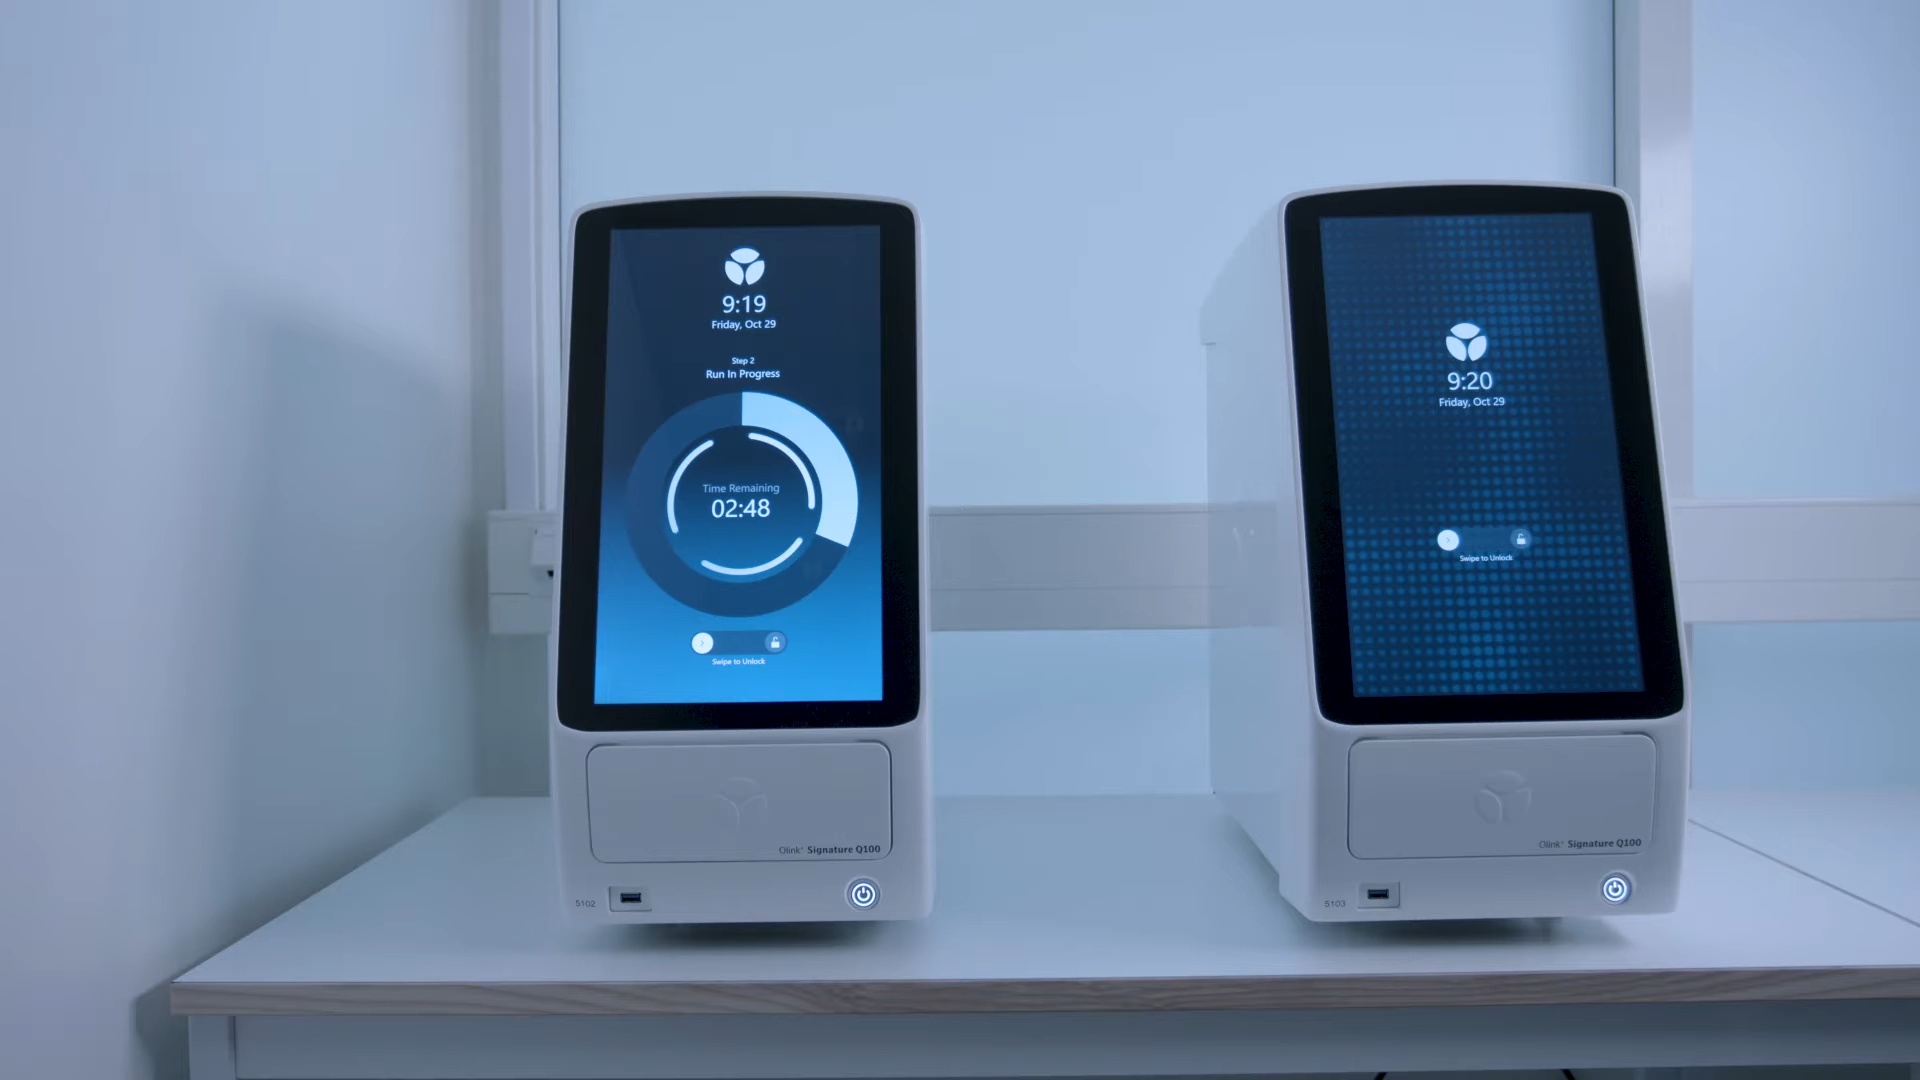 9:19
Friday, Oct 29
Step 2
Run In Progress
Time Remaining
02:48
Swipe to Unlock
Olink® Signature Q100
5102
9:20
Friday, Oct 29
Swipe to Unlock
Olink® Signature Q100
5103